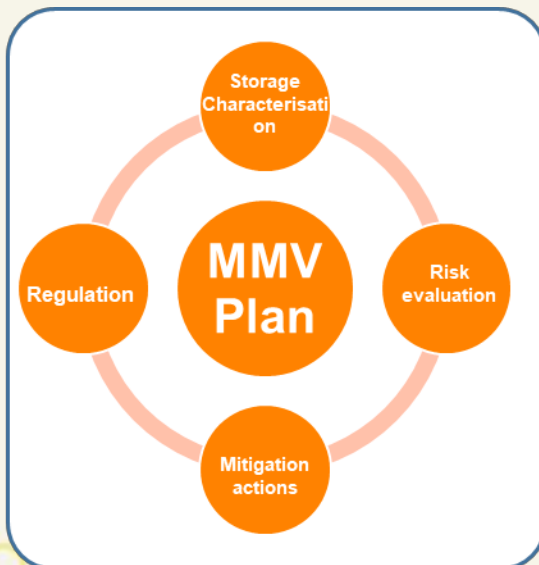 Storage
Characterisati
on
MMV
Plan
Risk
evaluation
Regulation
Mitigation
actions